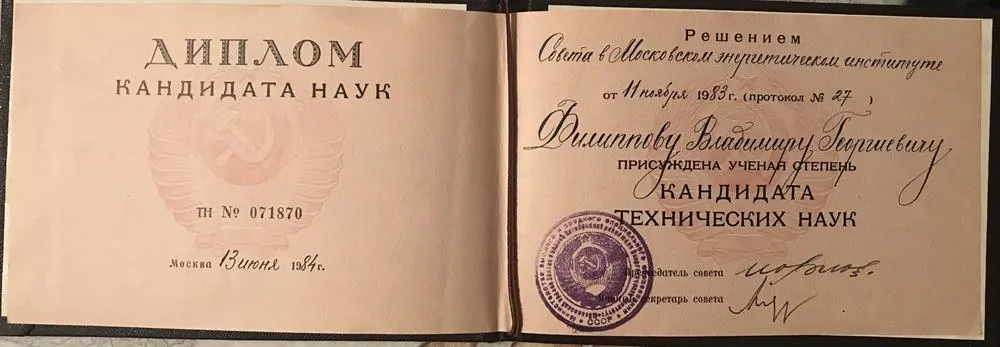 ДИПЛОМ
КАНДИДАТА НАУК
ТН № 071870
Москва 13 июня 1984 г.
Решением
Совета в Московском энергетическом институте
от 11 ноября 1983 г. (протокол № 27 )
Филиппову Владимиру Георгиевичу
ПРИСУЖДЕНА УЧЕНАЯ СТЕПЕНЬ
КАНДИДАТА
ТЕХНИЧЕСКИХ НАУК
Председатель совета
Ученый секретарь совета
СССР